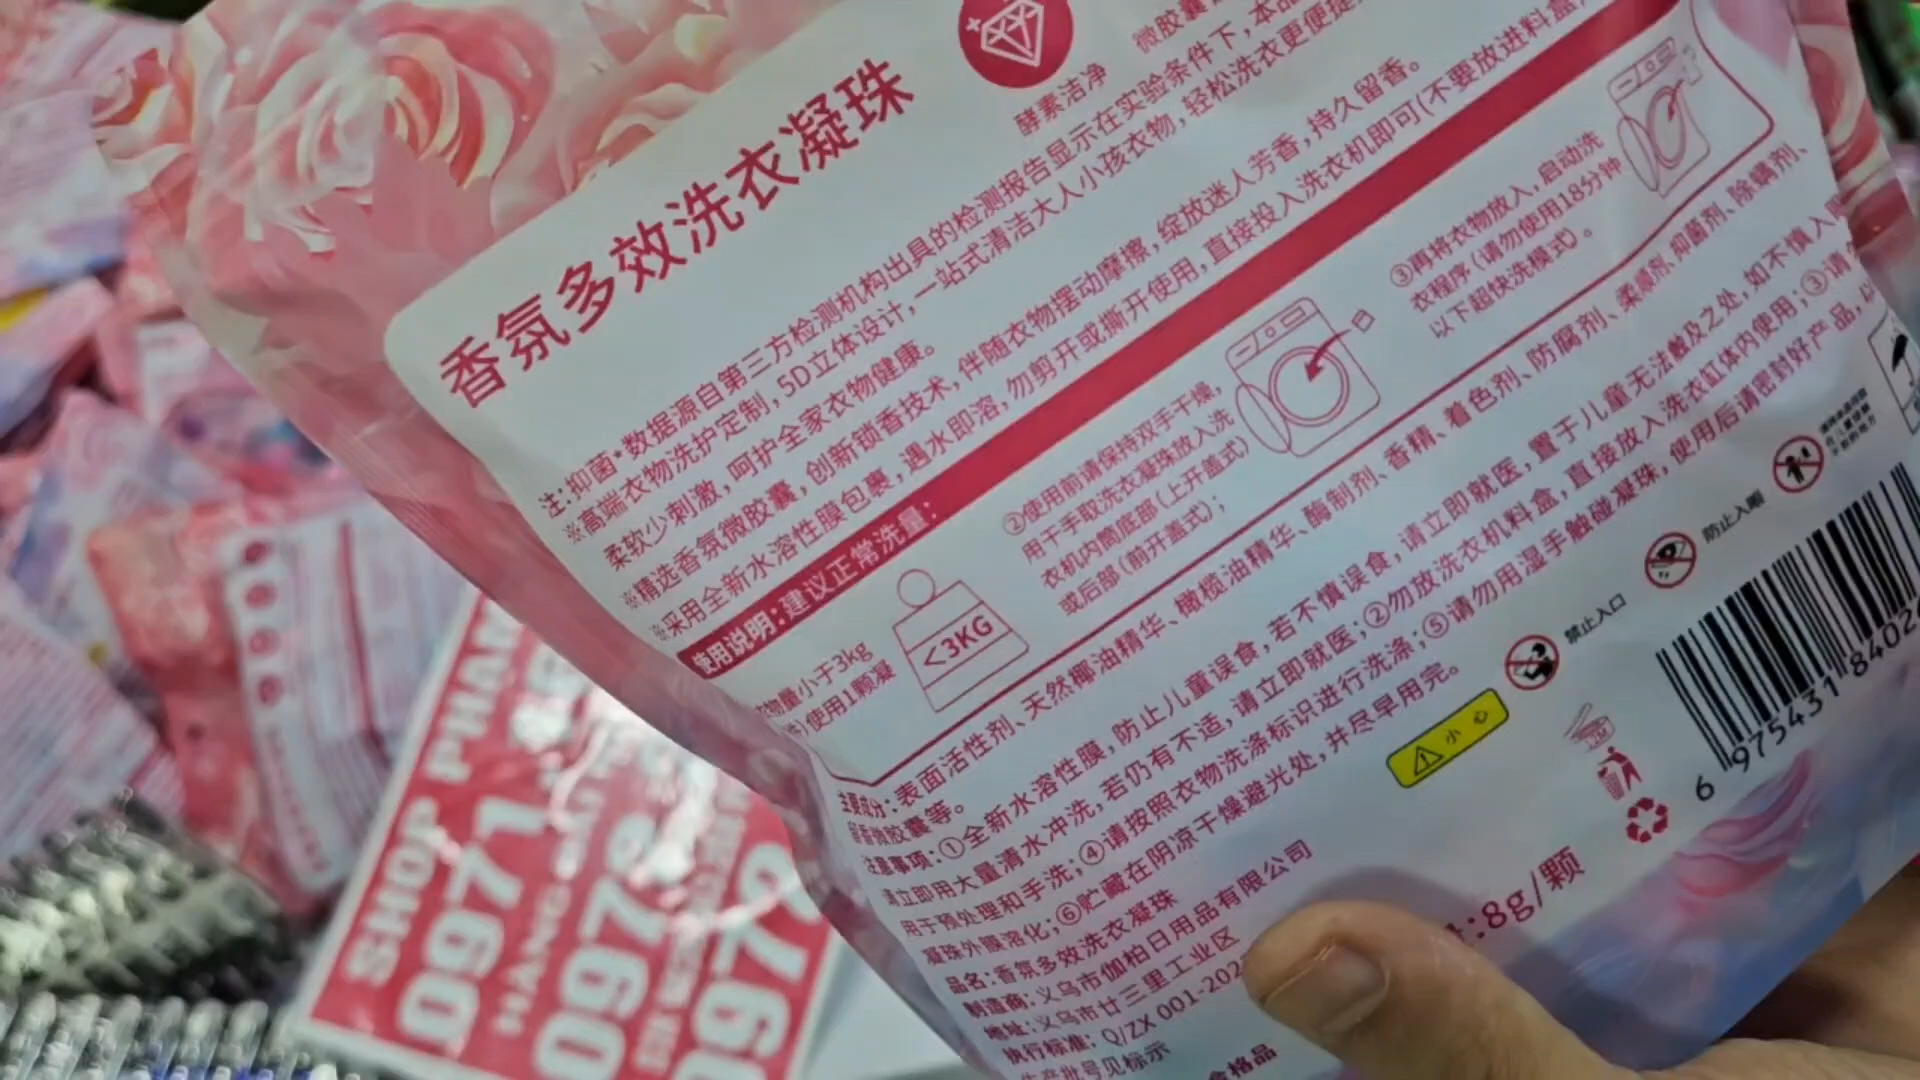 香氛多效洗衣凝珠
酵素洁净
微胶囊
注:抑菌*数据源自第三方检测机构出具的检测报告显示在实验条件下,本品
※高端衣物洗护定制,5D立体设计,一站式清洁大人小孩衣物,轻松洗衣更便捷
柔软少刺激,呵护全家衣物健康。
※精选香氛微胶囊,创新锁香技术,伴随衣物摆动摩擦,绽放迷人芳香,持久留香。
※采用全新水溶性膜包裹,遇水即溶,勿剪开或撕开使用,直接投入洗衣机即可(不要放进料盒
使用说明:建议正常洗量:
物量小于3kg
使用1颗凝
<3KG
②使用前请保持双手干燥,
用干手取洗衣凝珠放入洗
衣机内筒底部(上开盖式)
或后部(前开盖式);
③再将衣物放入,启动洗
衣程序(请勿使用18分钟
以下超快洗模式)。
主要成分:表面活性剂、天然椰油精华、橄榄油精华、酶制剂、香精、着色剂、防腐剂、柔顺剂、抑菌剂、除螨剂、
留香微胶囊等。
注意事项:①全新水溶性膜,防止儿童误食,若不慎误食,请立即就医,置于儿童无法触及之处,如不慎入眼
请立即用大量清水冲洗,若仍有不适,请立即就医;②勿放洗衣机料盒,直接放入洗衣缸体内使用;③请
用于预处理和手洗;④请按照衣物洗涤标识进行洗涤;⑤请勿用湿手触碰凝珠,使用后请密封好产品,
凝珠外膜溶化;⑥贮藏在阴凉干燥避光处,并尽早用完。
品名:香氛多效洗衣凝珠
制造商:义乌市伽柏日用品有限公司
地址:义乌市廿三里工业区
执行标准:Q/ZX 001-202
生产批号见标示
合格品
:8g/颗
小心
禁止入口
防止入眼
6 975431 8402
SHOP PHAM
0971
HANG
0978
0979